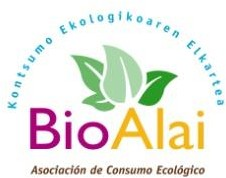 Kontsumo Ekologikoaren Elkartea
BioAlai
Asociación de Consumo Ecológico